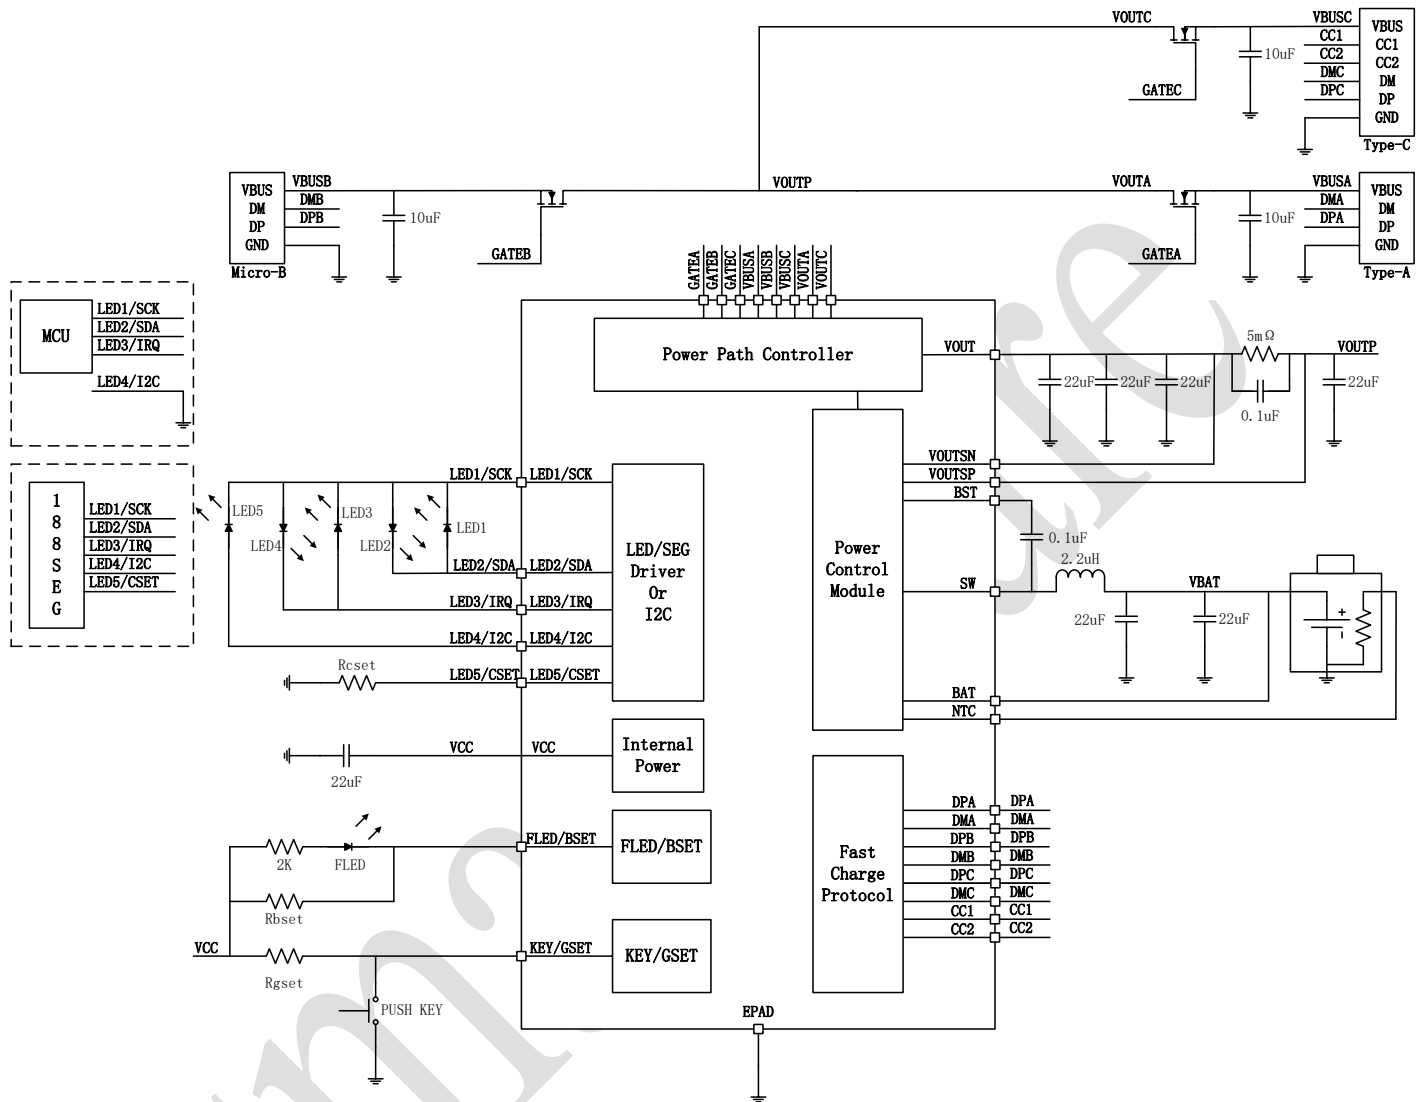 VOUTC
VBUSC
VBUS
CC1
CC1
CC2
CC2
DMC
DM
DPC
DP
GND
Type-C
10uF
GATEC
VBUS
DM
DP
GND
Micro-B
VBUSB
DMB
DPB
10uF
GATEB
VOUTP
VOUTA
GATEA
10uF
VBUSA
DMA
DPA
VBUS
DM
DP
GND
Type-A
GATEA
GATEB
GATEC
VBUSA
VBUSB
VBUSC
VOUTA
VOUTC
MCU
LED1/SCK
LED2/SDA
LED3/IRQ
LED4/I2C
Power Path Controller
VOUT
22uF
22uF
22uF
5mΩ
0.1uF
VOUTP
22uF
1
8
8
S
E
G
LED1/SCK
LED2/SDA
LED3/IRQ
LED4/I2C
LED5/CSET
LED5
LED4
LED3
LED2
LED1
LED1/SCK
LED1/SCK
LED2/SDA
LED2/SDA
LED3/IRQ
LED3/IRQ
LED4/I2C
LED4/I2C
LED5/CSET
LED5/CSET
Rcset
LED/SEG
Driver
Or
I2C
Power
Control
Module
VOUTSN
VOUTSP
BST
0.1uF
2.2uH
SW
VBAT
22uF
22uF
+
-
BAT
NTC
22uF
VCC
VCC
Internal
Power
2K
FLED
FLED/BSET
FLED/BSET
Rbset
VCC
Rgset
KEY/GSET
KEY/GSET
PUSH KEY
Fast
Charge
Protocol
DPA
DPA
DMA
DMA
DPB
DPB
DMB
DMB
DPC
DPC
DMC
DMC
CC1
CC1
CC2
CC2
EPAD